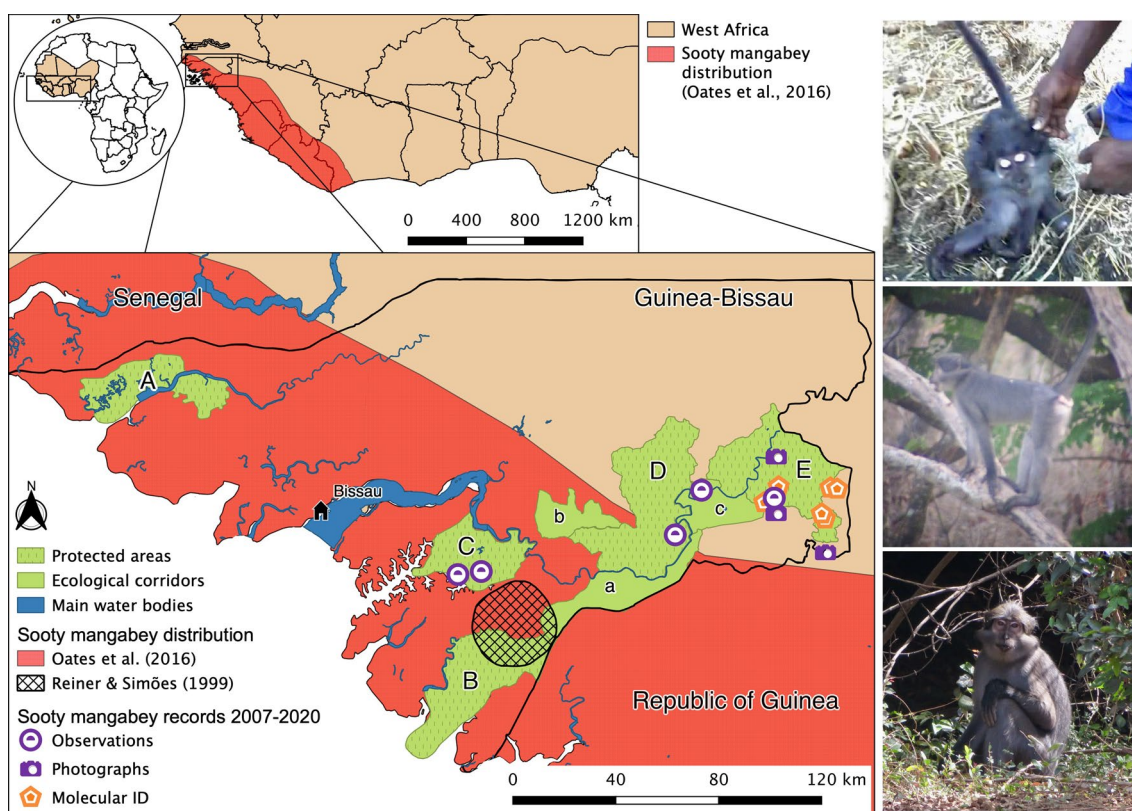 West Africa
Sooty mangabey
distribution
(Oates et al., 2016)
0 400 800 1200 km
Senegal
Guinea-Bissau
A
D
E
Bissau
b
c
C
a
B
Republic of Guinea
N
Protected areas
Ecological corridors
Main water bodies
Sooty mangabey distribution
Oates et al. (2016)
Reiner & Simões (1999)
Sooty mangabey records 2007-2020
Observations
Photographs
Molecular ID
0 40 80 120 km